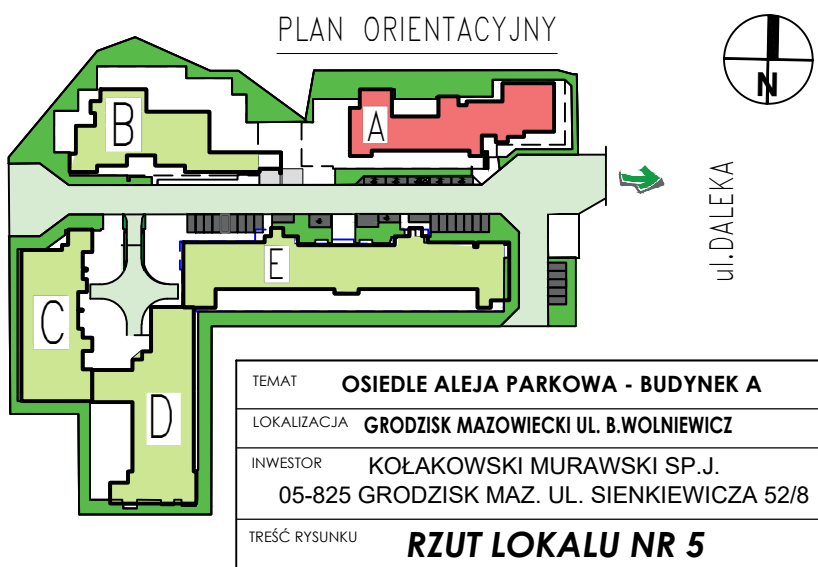 PLAN ORIENTACYJNY
N
B
A
ul.DALEKA
E
C
D
TEMAT OSIEDLE ALEJA PARKOWA - BUDYNEK A
LOKALIZACJA GRODZISK MAZOWIECKI UL. B.WOLNIEWICZ
INWESTOR KOŁAKOWSKI MURAWSKI SP.J.
05-825 GRODZISK MAZ. UL. SIENKIEWICZA 52/8
TREŚĆ RYSUNKU RZUT LOKALU NR 5